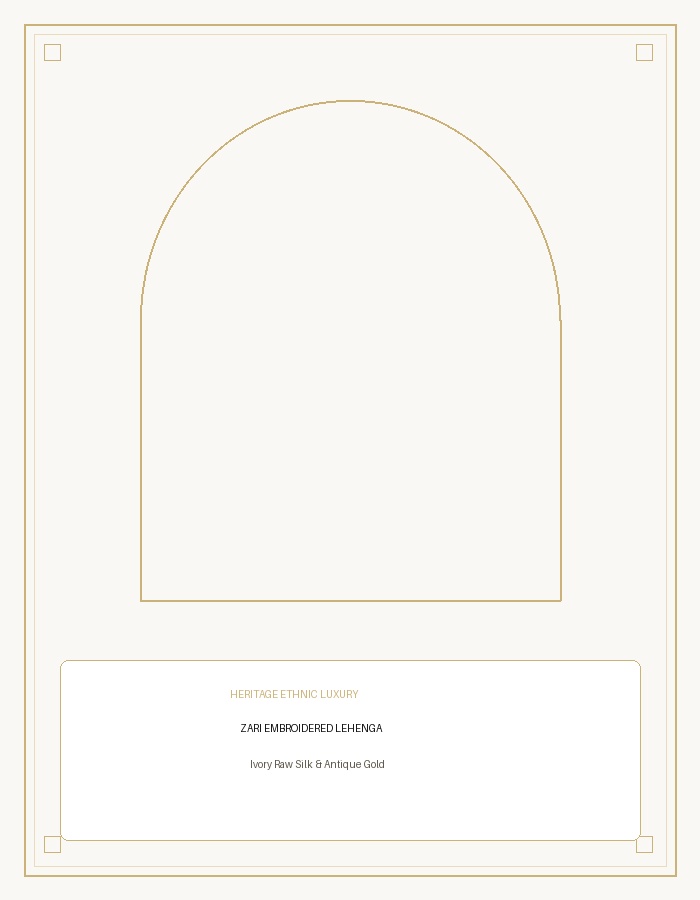 HERITAGE ETHNIC LUXURY
ZARI EMBROIDERED LEHENGA
Ivory Raw Silk & Antique Gold